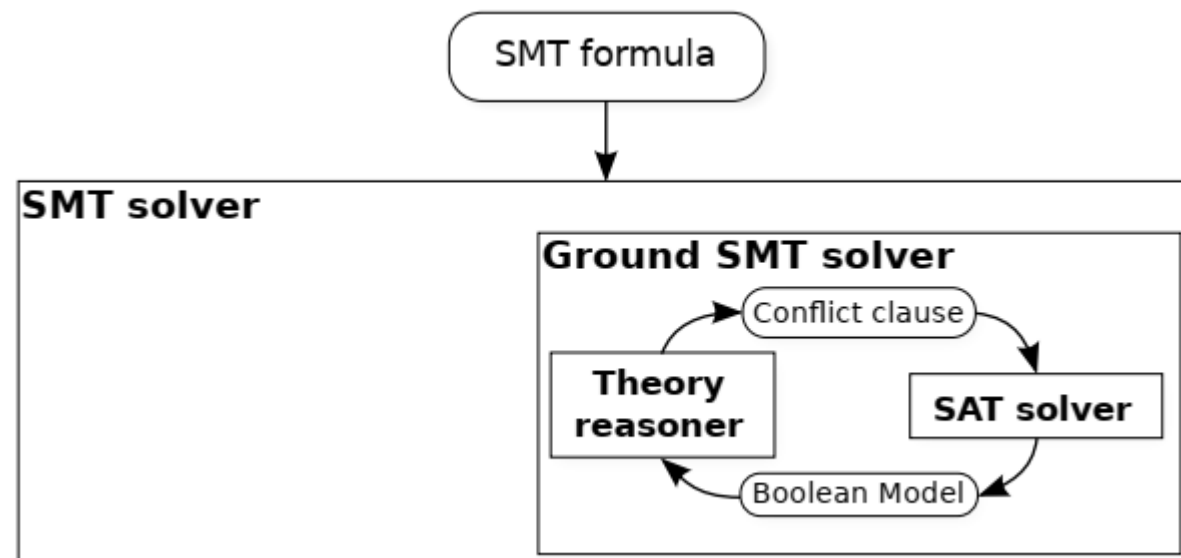 SMT formula
SMT solver
Ground SMT solver
Conflict clause
Theory
reasoner
SAT solver
Boolean Model